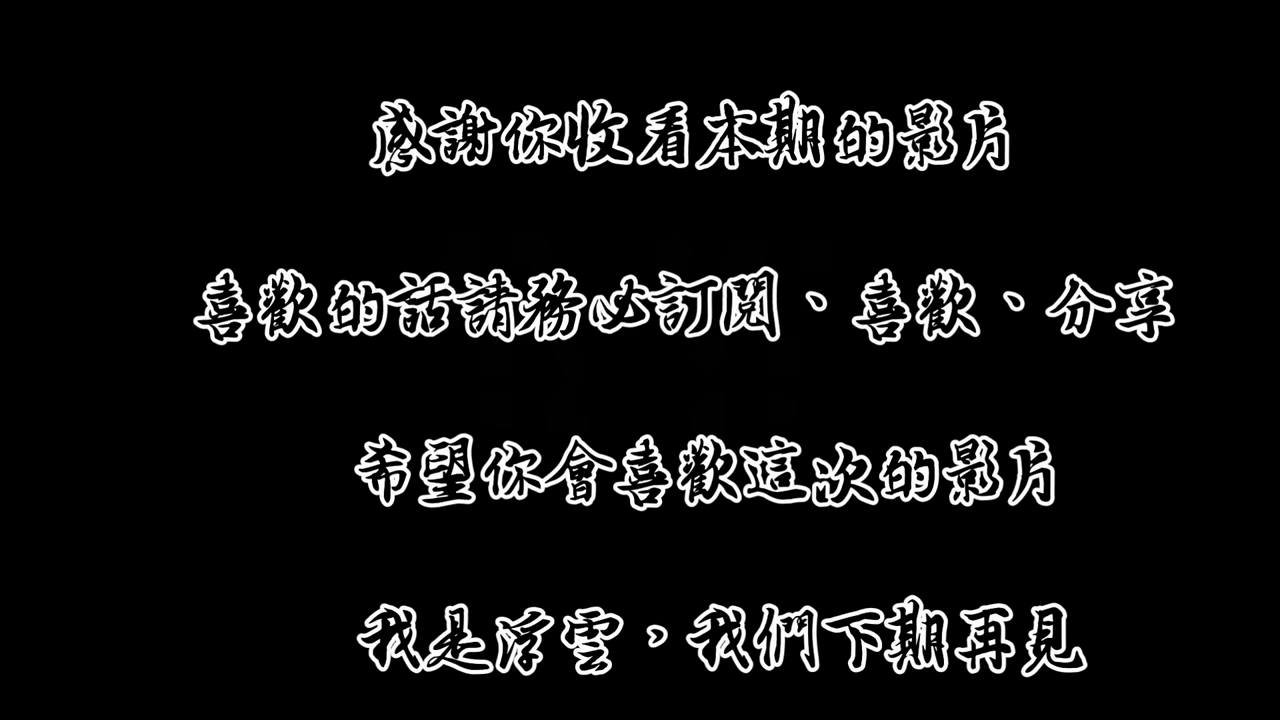 感謝你收看本期的影片
喜歡的話請務必訂閱、喜歡、分享
希望你會喜歡這次的影片
我是浮雲，我們下期再見